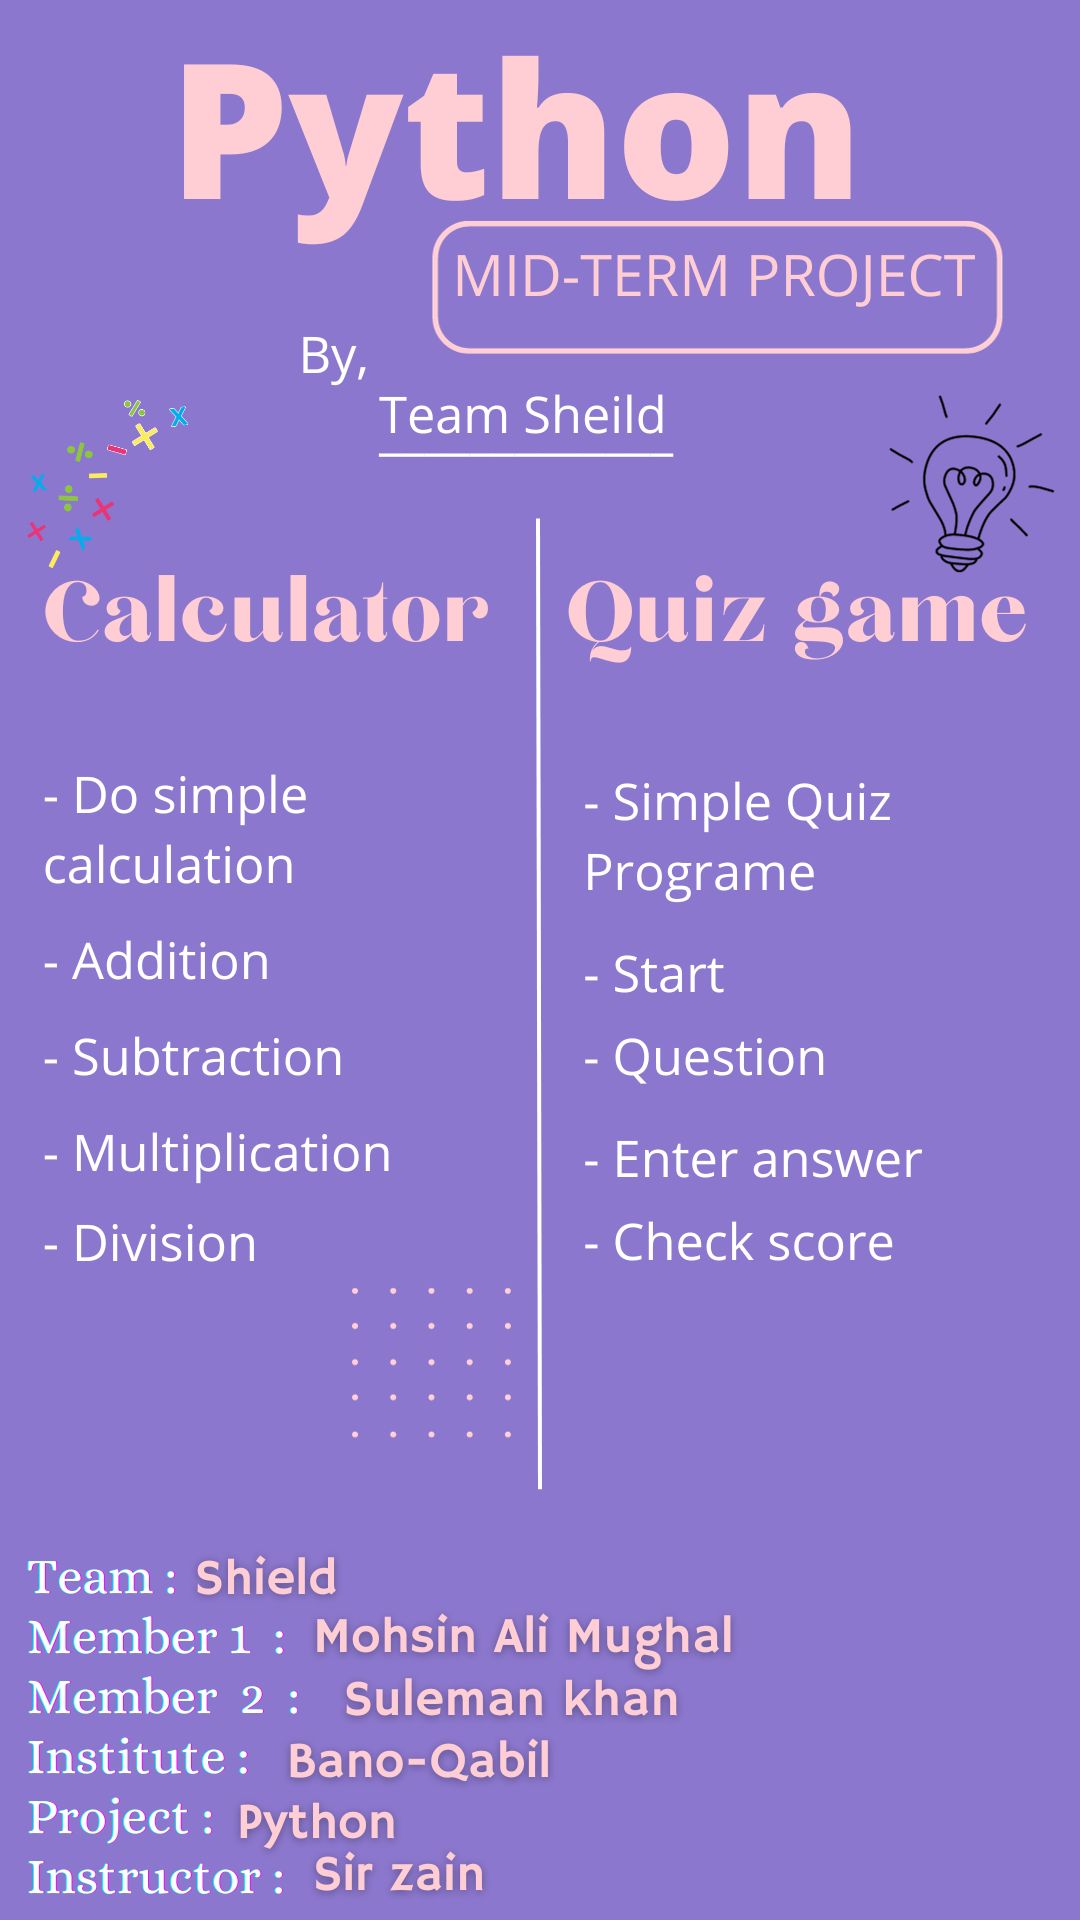 Python
MID-TERM PROJECT
By,
Team Sheild
Calculator
- Do simple
calculation
- Addition
- Subtraction
- Multiplication
- Division
Quiz game
- Simple Quiz
Programe
- Start
- Question
- Enter answer
- Check score
Team : Shield
Member 1 : Mohsin Ali Mughal
Member 2 : Suleman khan
Institute : Bano-Qabil
Project : Python
Instructor : Sir zain